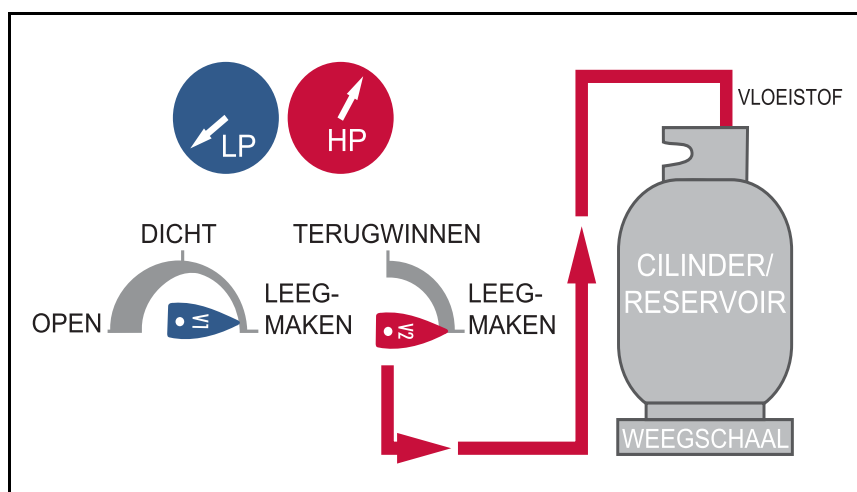 LP
HP
VLOEISTOF
DICHT
TERUGWINNEN
OPEN
V1
LEEG-
MAKEN
V2
LEEG-
MAKEN
CILINDER/
RESERVOIR
WEEGSCHAAL